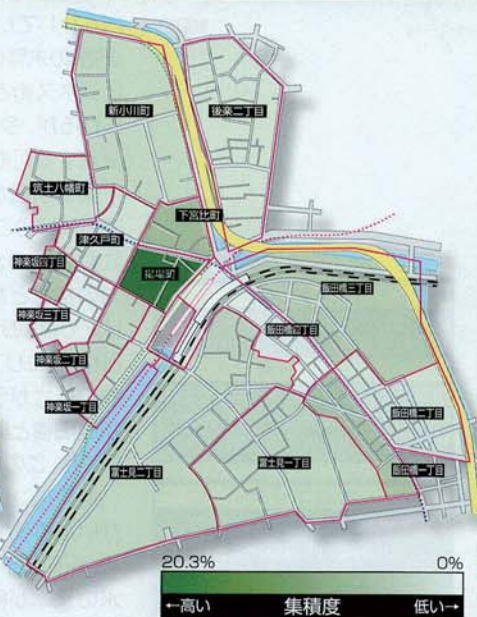 新小川町
後楽二丁目
筑土八幡町
下宮比町
津久戸町
神楽坂四丁目
揚場町
神楽坂三丁目
飯田橋三丁目
飯田橋四丁目
神楽坂二丁目
神楽坂一丁目
飯田橋二丁目
富士見二丁目
富士見一丁目
飯田橋一丁目
20.3% 0%
←高い 集積度 低い→